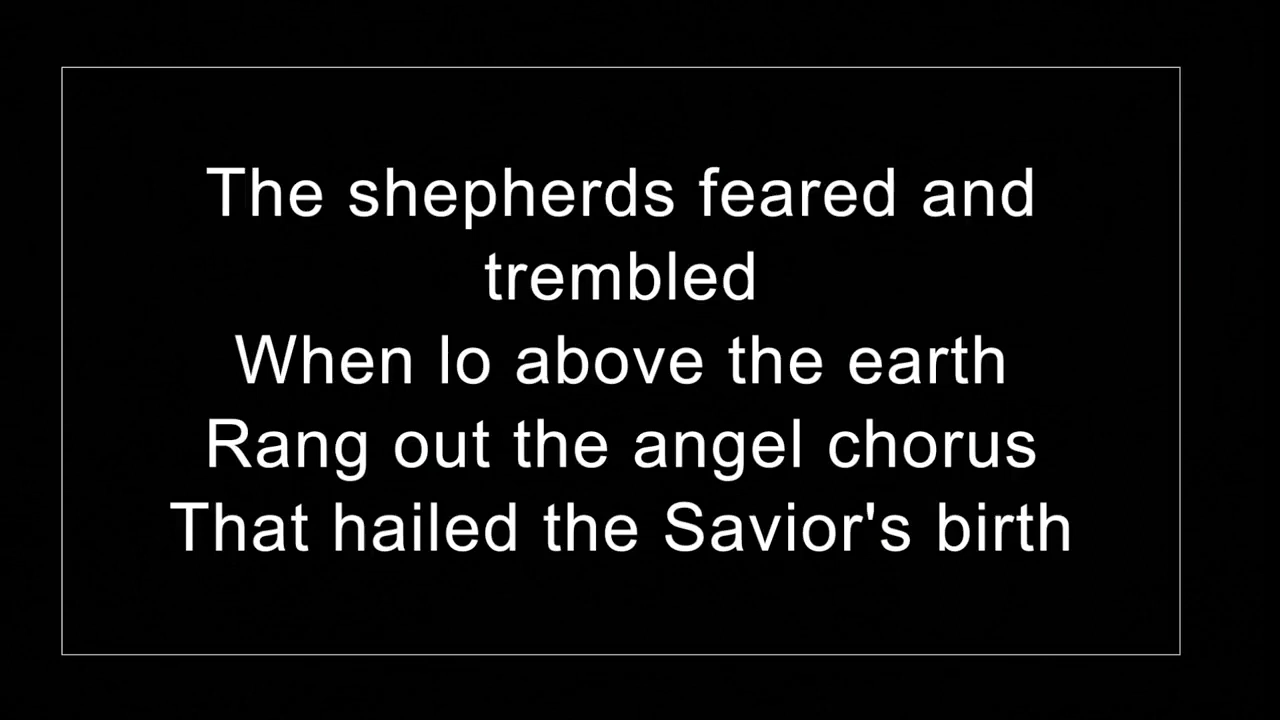 The shepherds feared and
trembled
When lo above the earth
Rang out the angel chorus
That hailed the Savior's birth